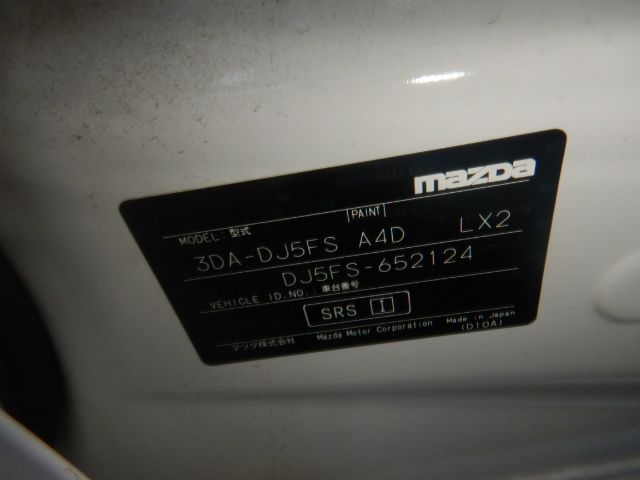 mazda
MODEL: 型式 PAINT
3DA-DJ5FS A4D LX2
DJ5FS-652124
VEHICLE ID.NO.: 車台番号
SRS I
マツダ株式会社 Mazda Motor Corporation Made in Japan
(D10A)